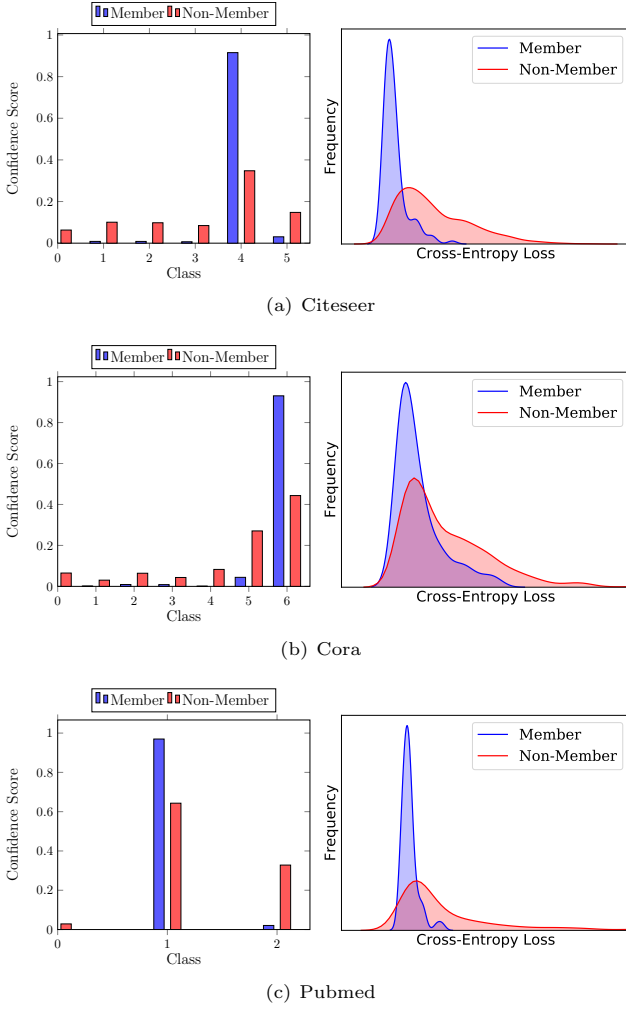 Member Non-Member
1
0.8
0.6
0.4
0.2
0
Confidence Score
0 1 2 3 4 5
Class
Member
Non-Member
Frequency
Cross-Entropy Loss
(a) Citeseer
Member Non-Member
1
0.8
0.6
0.4
0.2
0
Confidence Score
0 1 2 3 4 5 6
Class
Member
Non-Member
Frequency
Cross-Entropy Loss
(b) Cora
Member Non-Member
1
0.8
0.6
0.4
0.2
0
Confidence Score
0 1 2
Class
Member
Non-Member
Frequency
Cross-Entropy Loss
(c) Pubmed